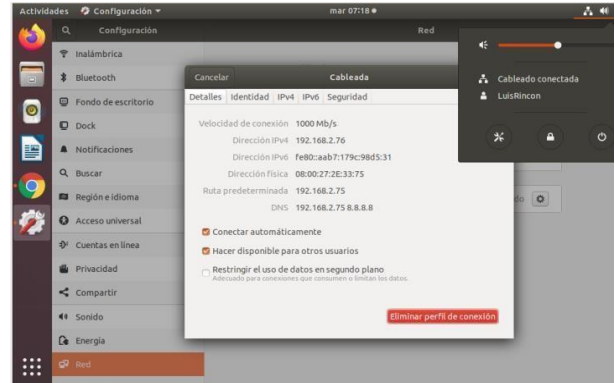 Actividades Configuración mar 07:18
Configuración Red
Inalámbrica
Bluetooth
Fondo de escritorio
Dock
Notificaciones
Buscar
Región e idioma
Acceso universal
Cuentas en línea
Privacidad
Compartir
Sonido
Energía
Red
Cancelar Cableada
Detalles Identidad IPv4 IPv6 Seguridad
Velocidad de conexión 1000 Mb/s
Dirección IPv4 192.168.2.76
Dirección IPv6 fe80::aab7:179c:98d5:31
Dirección física 08:00:27:2E:33:75
Ruta predeterminada 192.168.2.75
DNS 192.168.2.75 8.8.8.8
Conectar automáticamente
Hacer disponible para otros usuarios
Restringir el uso de datos en segundo plano
Adecuado para conexiones que consumen o limitan los datos.
Eliminar perfil de conexión
Cableado conectada
LuisRincon
do